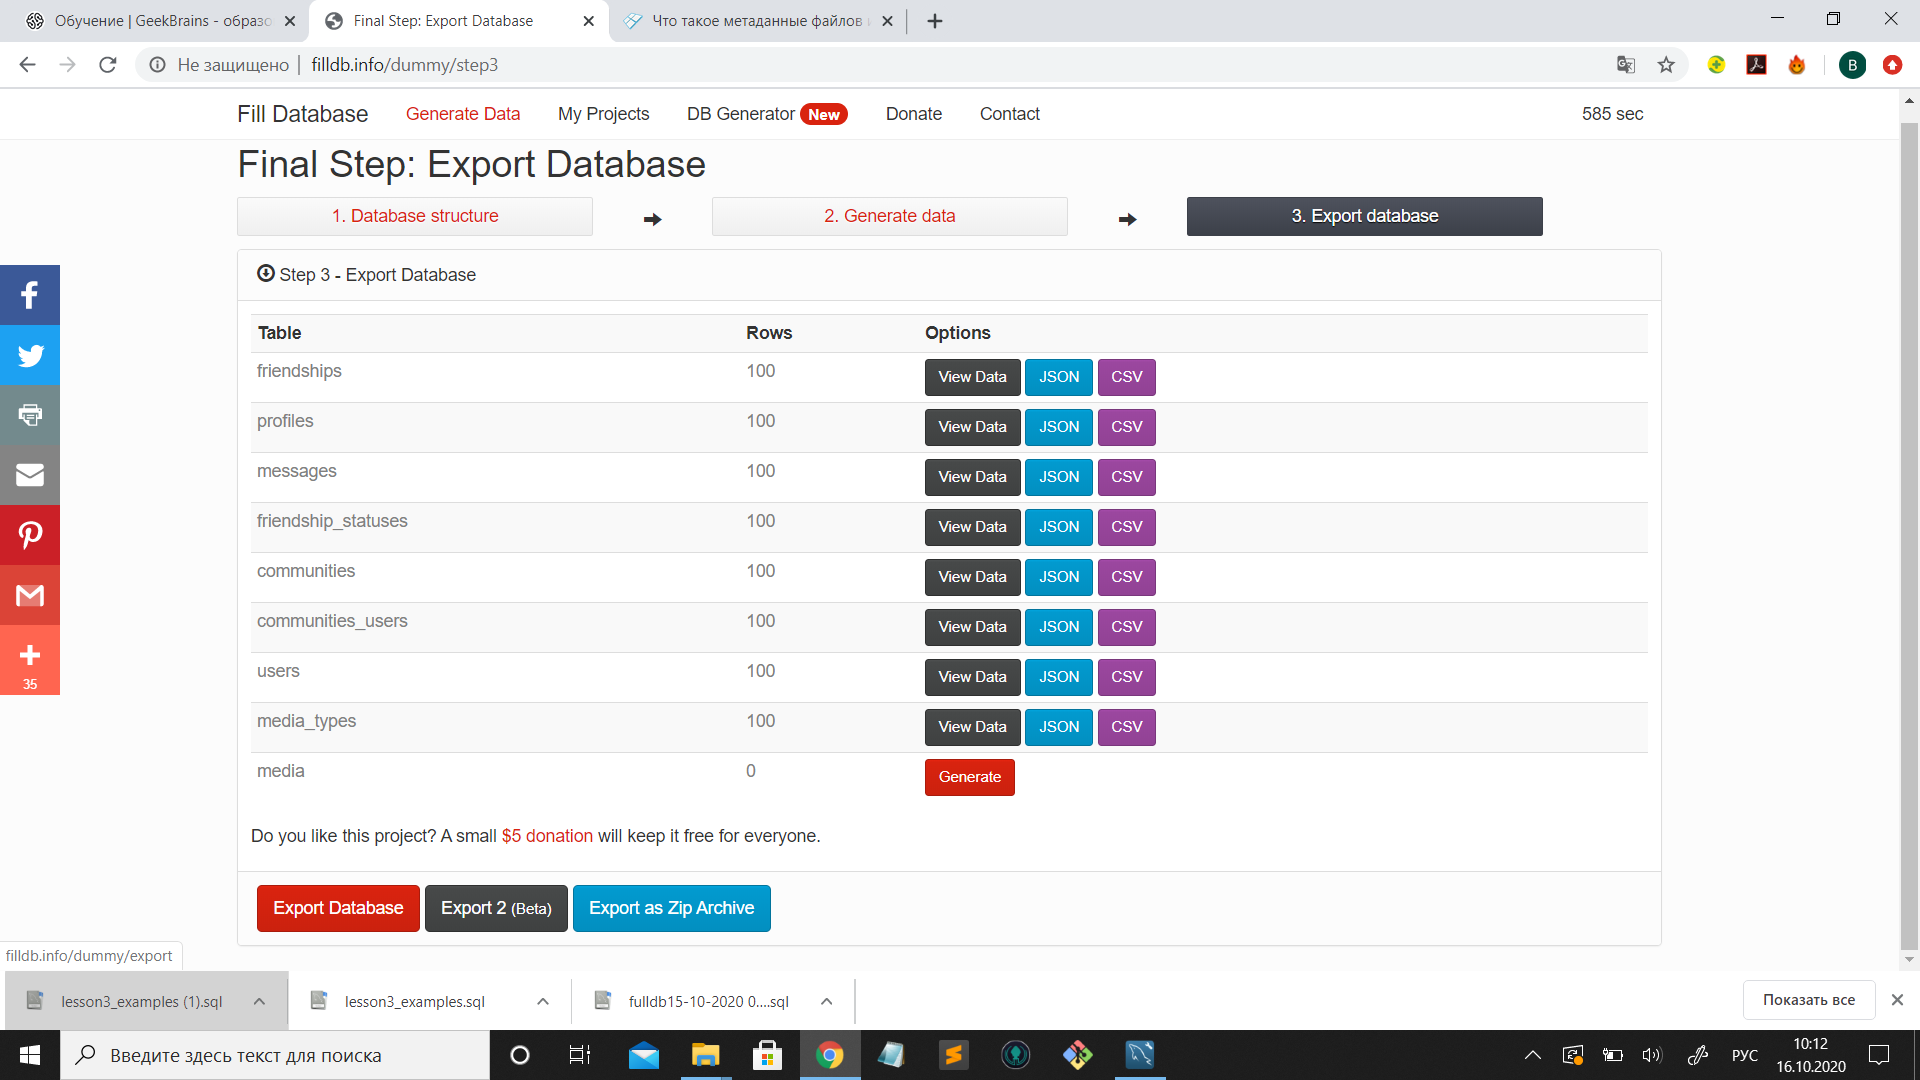 Обучение | GeekBrains - образо
Final Step: Export Database
Что такое метаданные файлов и
Не защищено | filldb.info/dummy/step3
B
Fill Database Generate Data My Projects DB Generator New Donate Contact 585 sec
Final Step: Export Database
1. Database structure 2. Generate data 3. Export database
Step 3 - Export Database
Table Rows Options
friendships 100 View Data JSON CSV
profiles 100 View Data JSON CSV
messages 100 View Data JSON CSV
friendship_statuses 100 View Data JSON CSV
communities 100 View Data JSON CSV
communities_users 100 View Data JSON CSV
users 100 View Data JSON CSV
35
media_types 100 View Data JSON CSV
media 0 Generate
Do you like this project? A small $5 donation will keep it free for everyone.
Export Database Export 2 (Beta) Export as Zip Archive
filldb.info/dummy/export
lesson3_examples (1).sql lesson3_examples.sql fulldb15-10-2020 0....sql Показать все
Введите здесь текст для поиска
РУС
10:12
16.10.2020